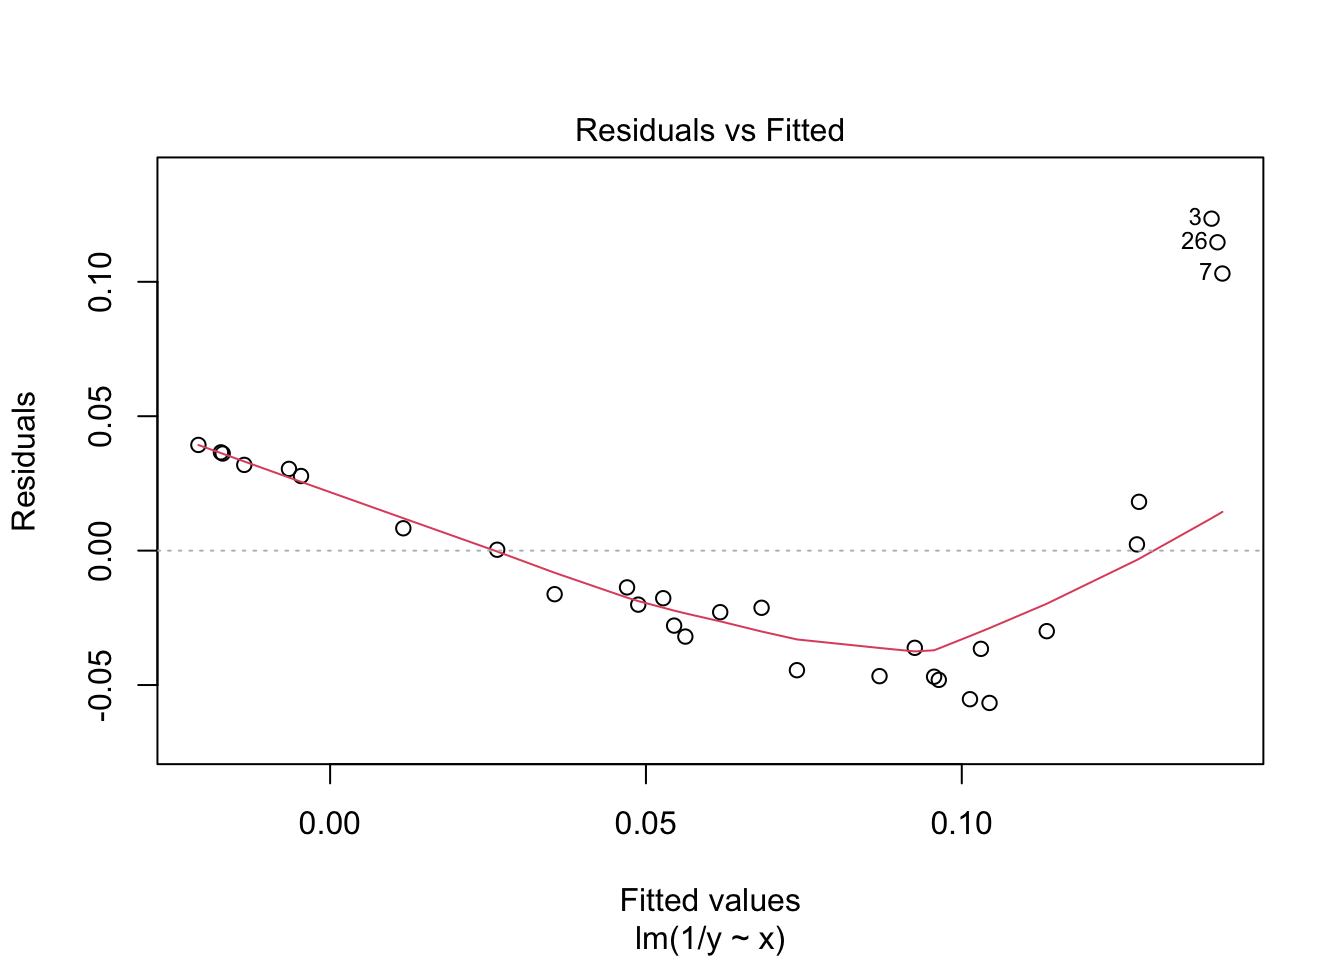 Residuals vs Fitted
3
26
7
Residuals
0.10
0.05
0.00
-0.05
0.00 0.05 0.10
Fitted values
lm(1/y ~ x)